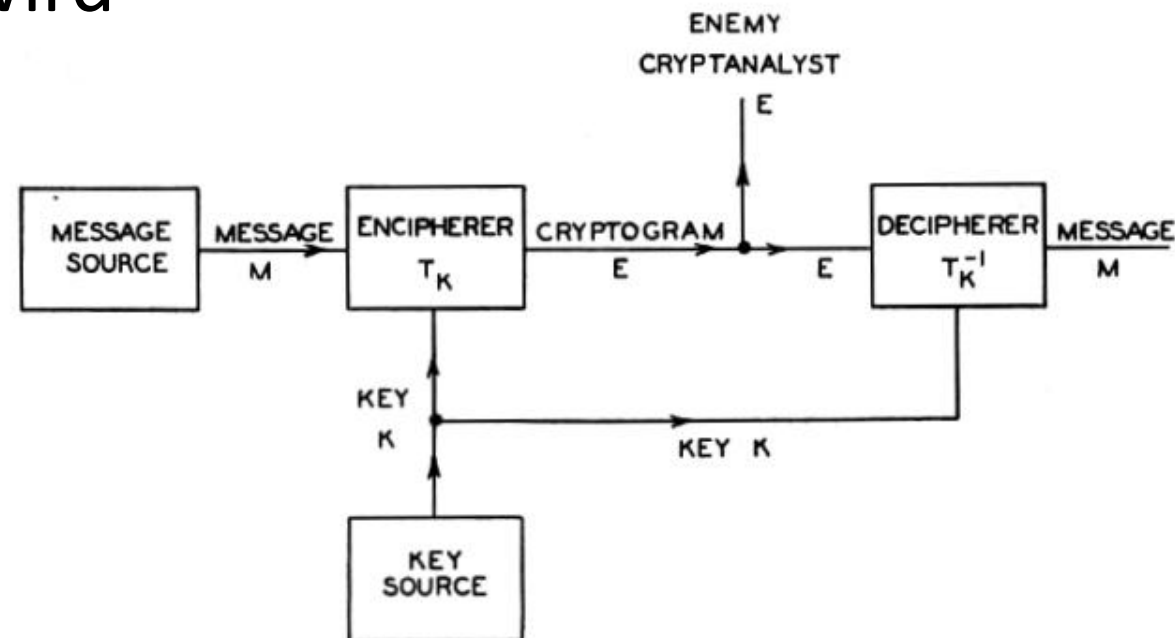 ENEMY
CRYPTANALYST
E
MESSAGE
SOURCE
MESSAGE
M
ENCIPHERER
T_K
CRYPTOGRAM
E
E
DECIPHERER
T_K^-1
MESSAGE
M
KEY
K
KEY K
KEY
SOURCE